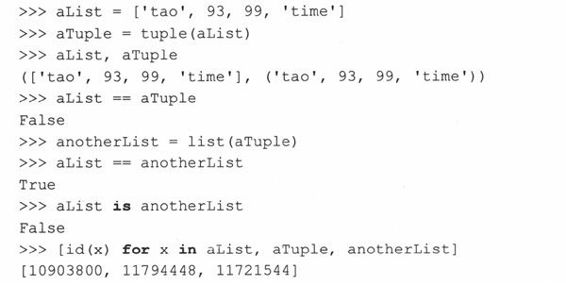 >>> aList = ['tao', 93, 99, 'time']
>>> aTuple = tuple(aList)
>>> aList, aTuple
(['tao', 93, 99, 'time'], ('tao', 93, 99, 'time'))
>>> aList == aTuple
False
>>> anotherList = list(aTuple)
>>> aList == anotherList
True
>>> aList is anotherList
False
>>> [id(x) for x in aList, aTuple, anotherList]
[10903800, 11794448, 11721544]